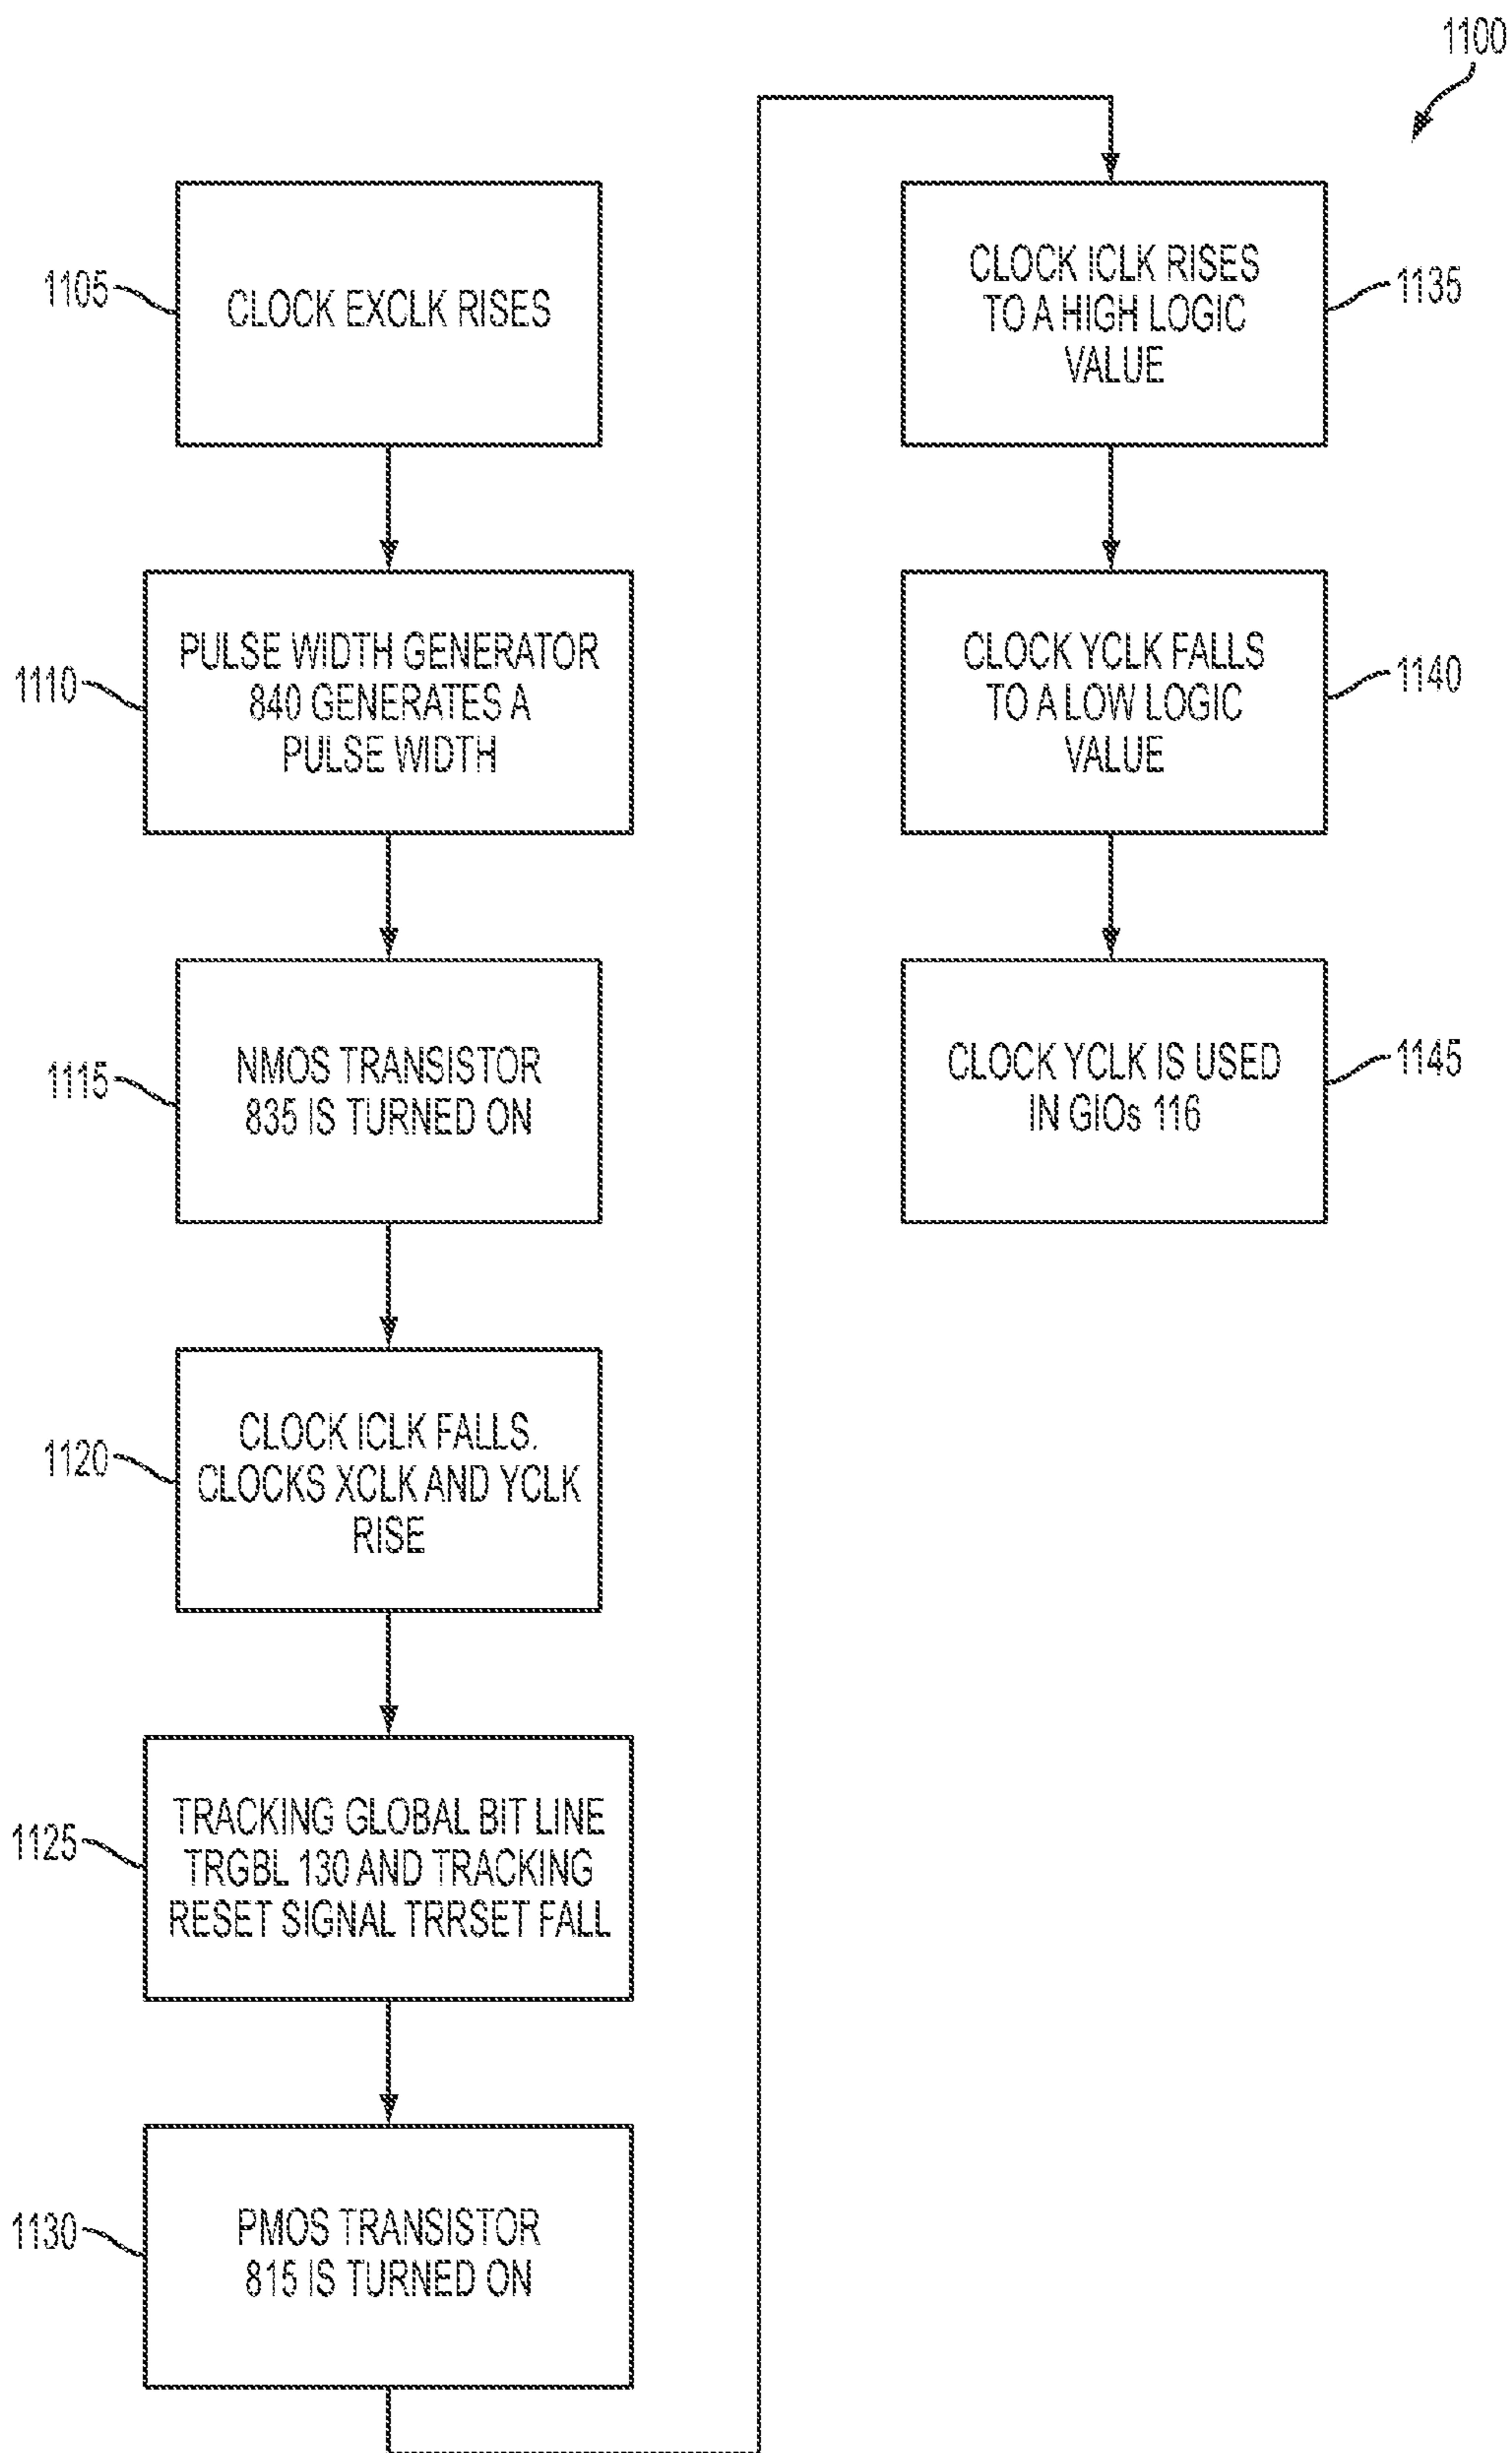 1100
1105
CLOCK EXCLK RISES
1110
PULSE WIDTH GENERATOR
840 GENERATES A
PULSE WIDTH
1115
NMOS TRANSISTOR
835 IS TURNED ON
1120
CLOCK ICLK FALLS.
CLOCKS XCLK AND YCLK
RISE
1125
TRACKING GLOBAL BIT LINE
TRGBL 130 AND TRACKING
RESET SIGNAL TRRSET FALL
1130
PMOS TRANSISTOR
815 IS TURNED ON
CLOCK ICLK RISES
TO A HIGH LOGIC
VALUE
1135
CLOCK YCLK FALLS
TO A LOW LOGIC
VALUE
1140
CLOCK YCLK IS USED
IN GIOs 116
1145